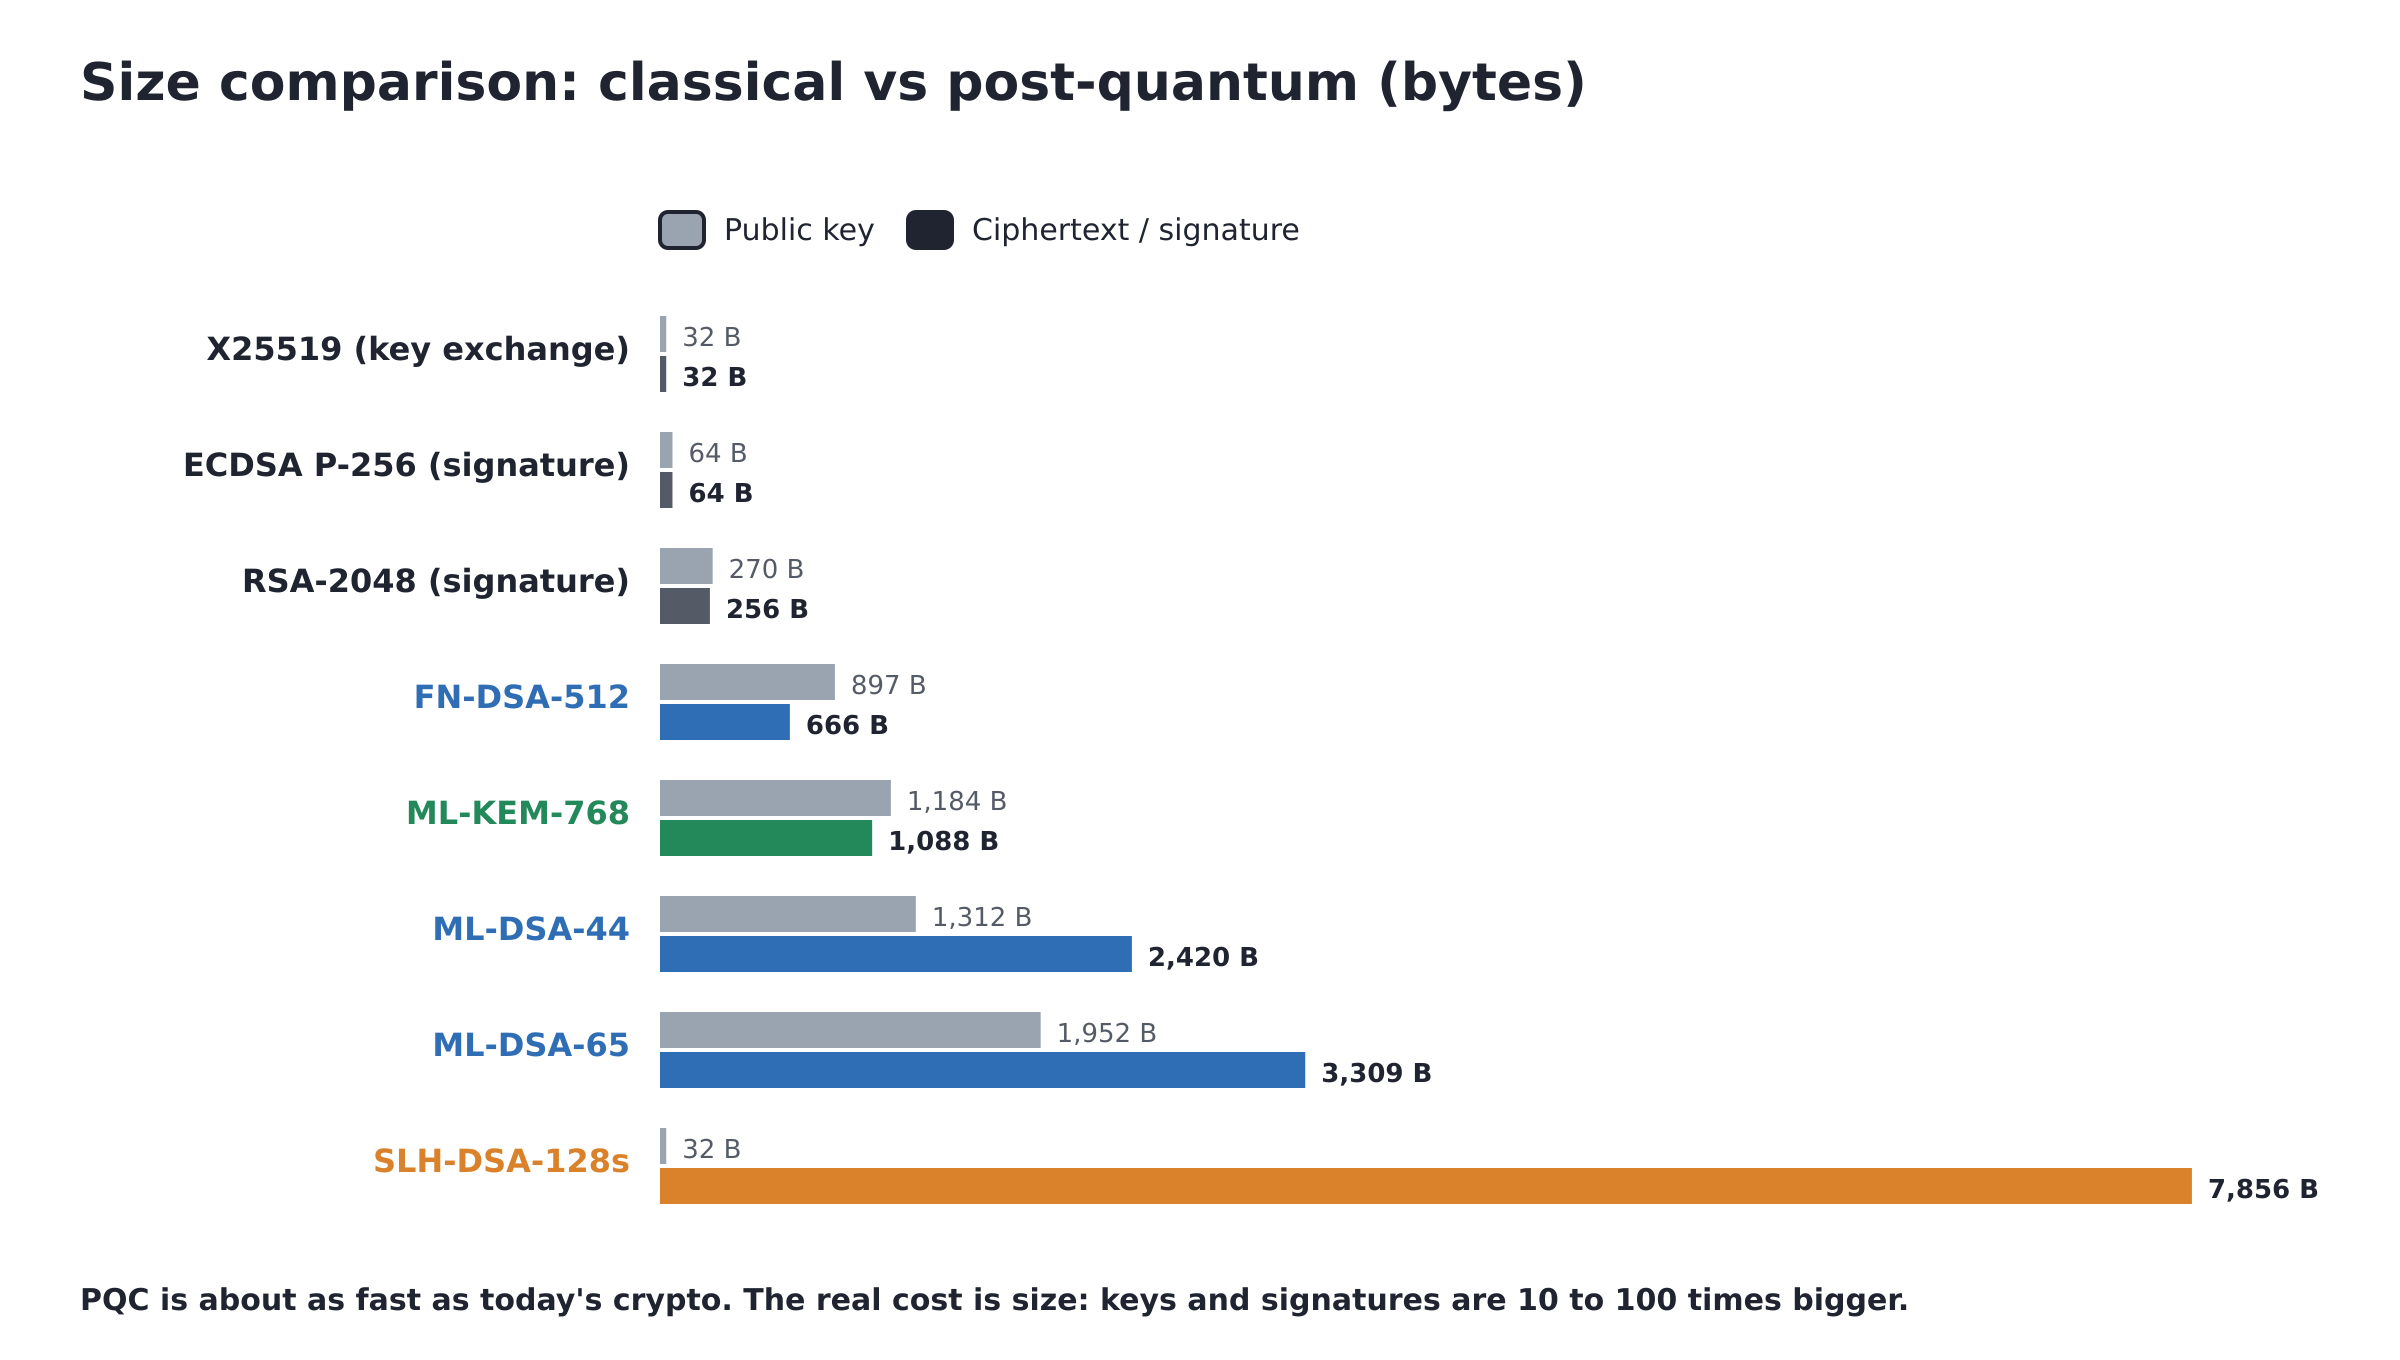 Size comparison: classical vs post-quantum (bytes)
Public key
Ciphertext / signature
X25519 (key exchange)
32 B
32 B
ECDSA P-256 (signature)
64 B
64 B
RSA-2048 (signature)
270 B
256 B
FN-DSA-512
897 B
666 B
ML-KEM-768
1,184 B
1,088 B
ML-DSA-44
1,312 B
2,420 B
ML-DSA-65
1,952 B
3,309 B
SLH-DSA-128s
32 B
7,856 B
PQC is about as fast as today's crypto. The real cost is size: keys and signatures are 10 to 100 times bigger.